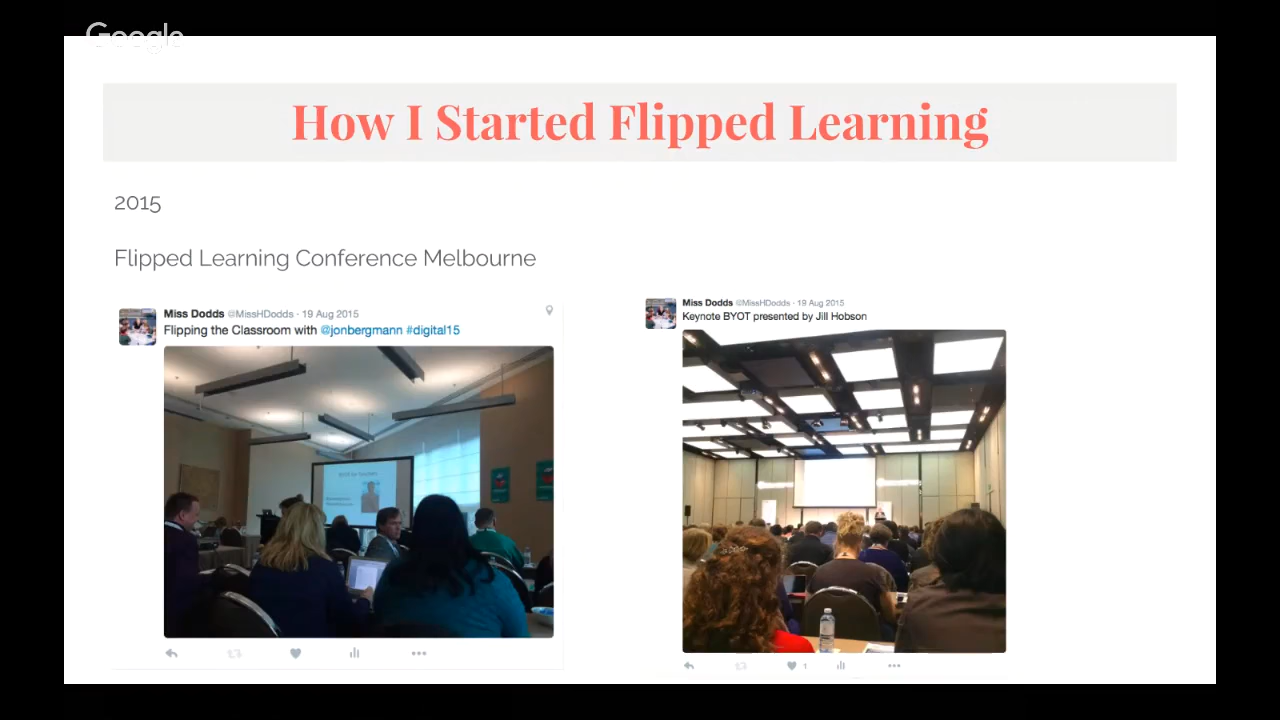 Google
How I Started Flipped Learning
2015
Flipped Learning Conference Melbourne
Miss Dodds @MissHDodds · 19 Aug 2015
Flipping the Classroom with @jonbergmann #digital15
Miss Dodds @MissHDodds · 19 Aug 2015
Keynote BYOT presented by Jill Hobson
1